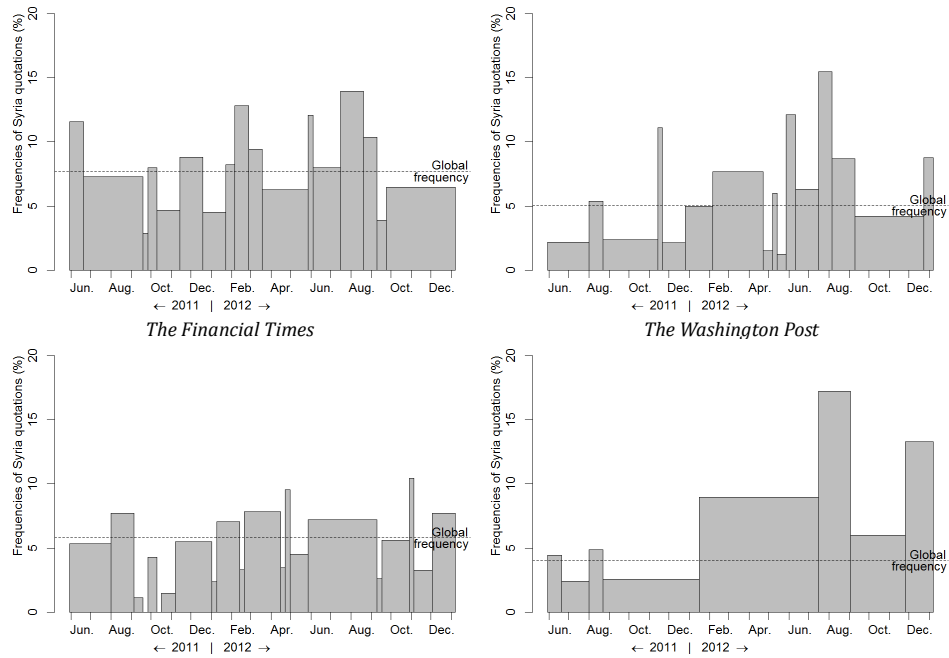 Frequencies of Syria quotations (%)
20
15
10
5
0
Global
frequency
Jun. Aug. Oct. Dec. Feb. Apr. Jun. Aug. Oct. Dec.
← 2011 | 2012 →
The Financial Times
Frequencies of Syria quotations (%)
20
15
10
5
0
Global
frequency
Jun. Aug. Oct. Dec. Feb. Apr. Jun. Aug. Oct. Dec.
← 2011 | 2012 →
The Washington Post
Frequencies of Syria quotations (%)
20
15
10
5
0
Global
frequency
Jun. Aug. Oct. Dec. Feb. Apr. Jun. Aug. Oct. Dec.
← 2011 | 2012 →
Frequencies of Syria quotations (%)
20
15
10
5
0
Global
frequency
Jun. Aug. Oct. Dec. Feb. Apr. Jun. Aug. Oct. Dec.
← 2011 | 2012 →